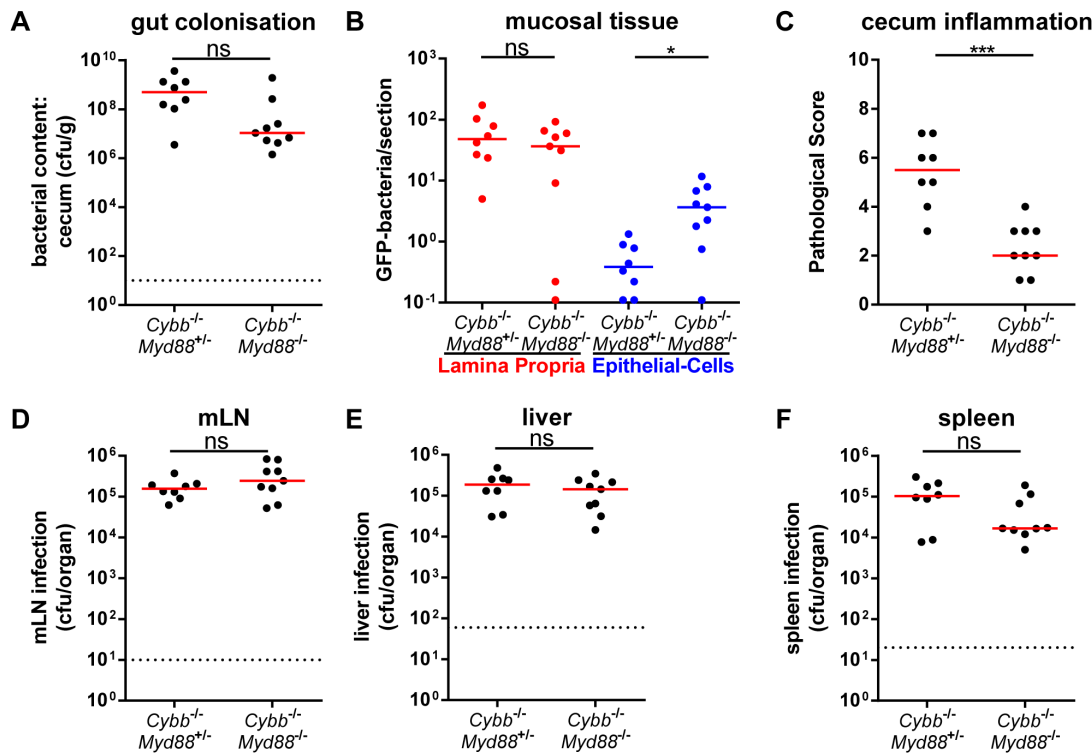 A gut colonisation
ns
bacterial content:
cecum (cfu/g)
10^10
10^8
10^6
10^4
10^2
10^0
Cybb^-/-
Myd88^+/-
Cybb^-/-
Myd88^-/-
B mucosal tissue
ns
*
GFP-bacteria/section
10^2
10^1
10^0
10^-1
Cybb^-/-
Myd88^+/-
Cybb^-/-
Myd88^-/-
Cybb^-/-
Myd88^+/-
Cybb^-/-
Myd88^-/-
Lamina Propria
Epithelial-Cells
C cecum inflammation
***
Pathological Score
10
8
6
4
2
0
Cybb^-/-
Myd88^+/-
Cybb^-/-
Myd88^-/-
D mLN
ns
mLN infection
(cfu/organ)
10^6
10^5
10^4
10^3
10^2
10^1
10^0
Cybb^-/-
Myd88^+/-
Cybb^-/-
Myd88^-/-
E liver
ns
liver infection
(cfu/organ)
10^6
10^5
10^4
10^3
10^2
10^1
10^0
Cybb^-/-
Myd88^+/-
Cybb^-/-
Myd88^-/-
F spleen
ns
spleen infection
(cfu/organ)
10^6
10^5
10^4
10^3
10^2
10^1
10^0
Cybb^-/-
Myd88^+/-
Cybb^-/-
Myd88^-/-